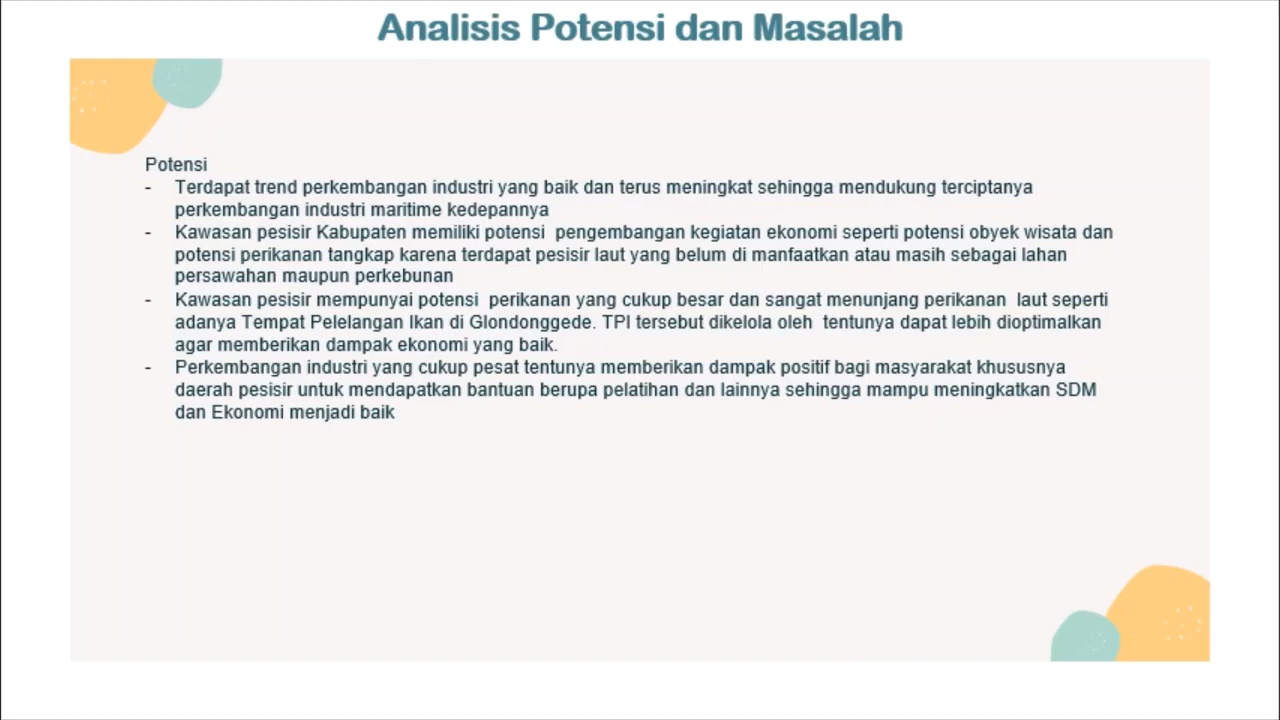 Analisis Potensi dan Masalah
Potensi
- Terdapat trend perkembangan industri yang baik dan terus meningkat sehingga mendukung terciptanya
perkembangan industri maritime kedepannya
- Kawasan pesisir Kabupaten memiliki potensi  pengembangan kegiatan ekonomi seperti potensi obyek wisata dan
potensi perikanan tangkap karena terdapat pesisir laut yang belum di manfaatkan atau masih sebagai lahan
persawahan maupun perkebunan
- Kawasan pesisir mempunyai potensi  perikanan yang cukup besar dan sangat menunjang perikanan  laut seperti
adanya Tempat Pelelangan Ikan di Glondonggede. TPI tersebut dikelola oleh  tentunya dapat lebih dioptimalkan
agar memberikan dampak ekonomi yang baik.
- Perkembangan industri yang cukup pesat tentunya memberikan dampak positif bagi masyarakat khususnya
daerah pesisir untuk mendapatkan bantuan berupa pelatihan dan lainnya sehingga mampu meningkatkan SDM
dan Ekonomi menjadi baik